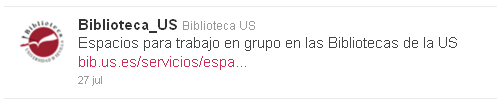 Biblioteca_US Biblioteca US
Espacios para trabajo en grupo en las Bibliotecas de la US
bib.us.es/servicios/espa...
27 jul
Biblioteca